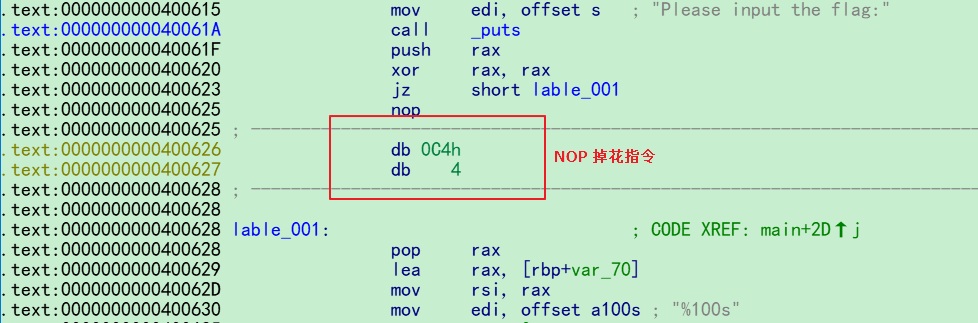 .text:0000000000400615 mov edi, offset s ; "Please input the flag:"
.text:000000000040061A call _puts
.text:000000000040061F push rax
.text:0000000000400620 xor rax, rax
.text:0000000000400623 jz short lable_001
.text:0000000000400625 nop
.text:0000000000400625 ; ---------------------------------------------------------------------------
.text:0000000000400626 db 0C4h
.text:0000000000400627 db 4
NOP 掉花指令
.text:0000000000400628 ; ---------------------------------------------------------------------------
.text:0000000000400628
.text:0000000000400628 lable_001: ; CODE XREF: main+2D↑j
.text:0000000000400628 pop rax
.text:0000000000400629 lea rax, [rbp+var_70]
.text:000000000040062D mov rsi, rax
.text:0000000000400630 mov edi, offset a100s ; "%100s"